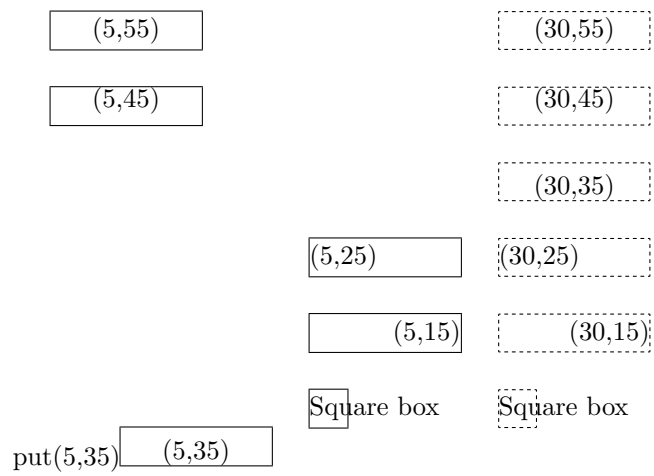 (5,55) (30,55)
(5,45) (30,45)
(30,35)
(5,25) (30,25)
(5,15) (30,15)
Square box Square box
put(5,35) (5,35)